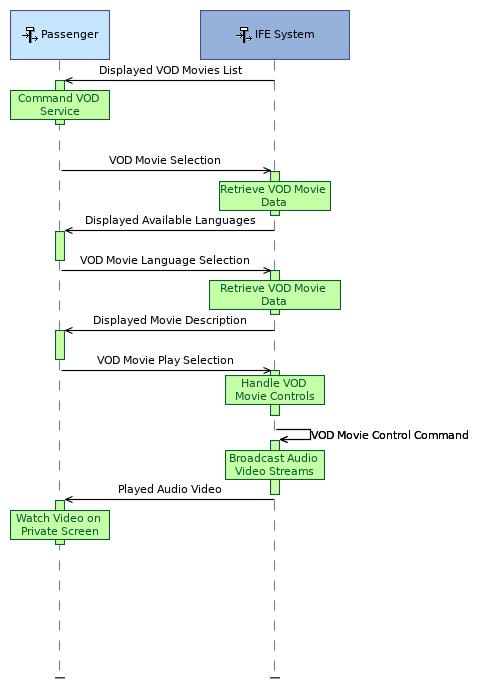 Passenger
IFE System
Displayed VOD Movies List
Command VOD
Service
VOD Movie Selection
Retrieve VOD Movie
Data
Displayed Available Languages
VOD Movie Language Selection
Retrieve VOD Movie
Data
Displayed Movie Description
VOD Movie Play Selection
Handle VOD
Movie Controls
VOD Movie Control Command
Broadcast Audio
Video Streams
Played Audio Video
Watch Video on
Private Screen